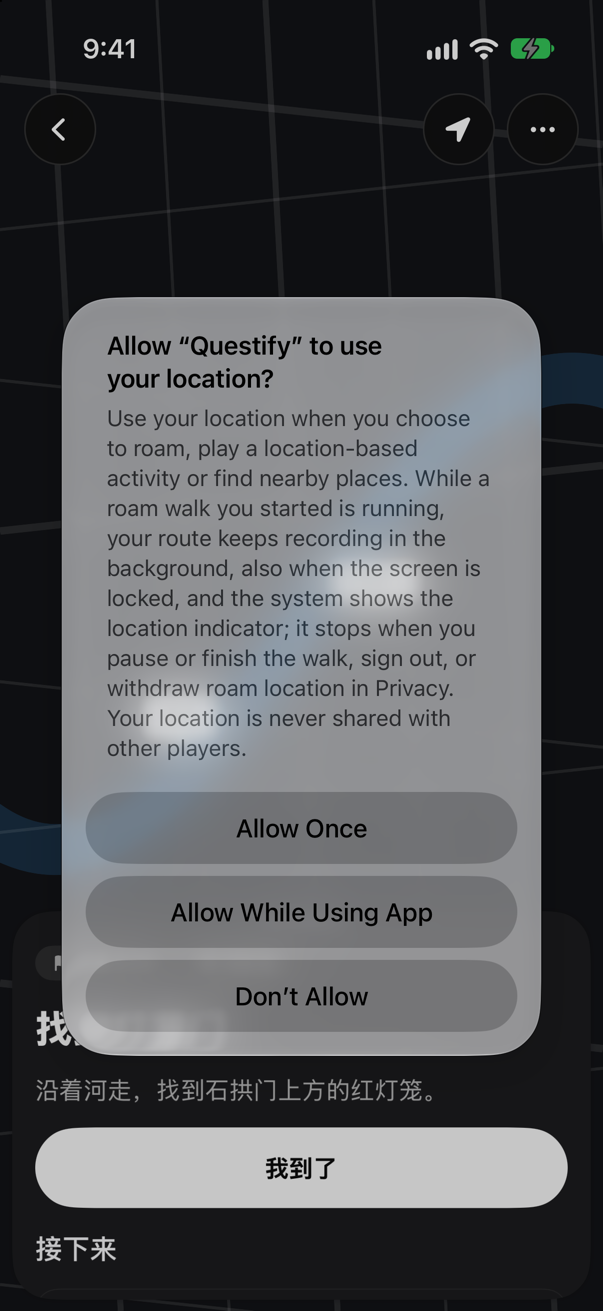 9:41
Allow “Questify” to use
your location?
Use your location when you choose
to roam, play a location-based
activity or find nearby places. While a
roam walk you started is running,
your route keeps recording in the
background, also when the screen is
locked, and the system shows the
location indicator; it stops when you
pause or finish the walk, sign out, or
withdraw roam location in Privacy.
Your location is never shared with
other players.
Allow Once
Allow While Using App
Don’t Allow
找
沿着河走，找到石拱门上方的红灯笼。
我到了
接下来